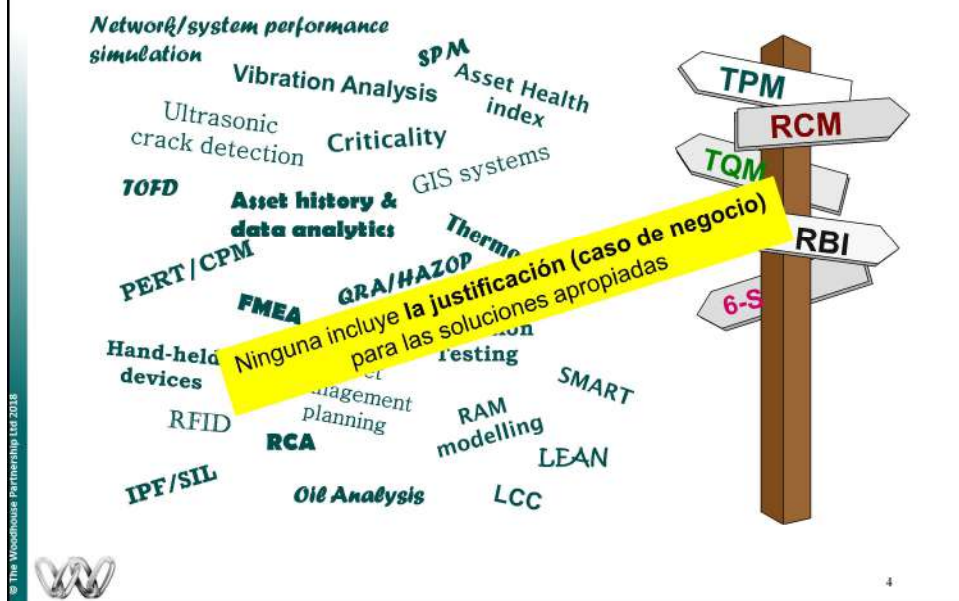 Network/system performance
simulation
SPM
Vibration Analysis
Asset Health
index
Ultrasonic
crack detection
Criticality
GIS systems
TOFD
Asset history &
data analytics
Thermo
PERT/CPM
QRA/HAZOP
FMEA
Ninguna incluye la justificación (caso de negocio)
para las soluciones apropiadas
Hand-held
devices
Testing
planning
SMART
RFID
RAM
modelling
RCA
LEAN
IPF/SIL
Oil Analysis
LCC
TPM
RCM
TQM
RBI
6-S
© The Woodhouse Partnership Ltd 2018
4